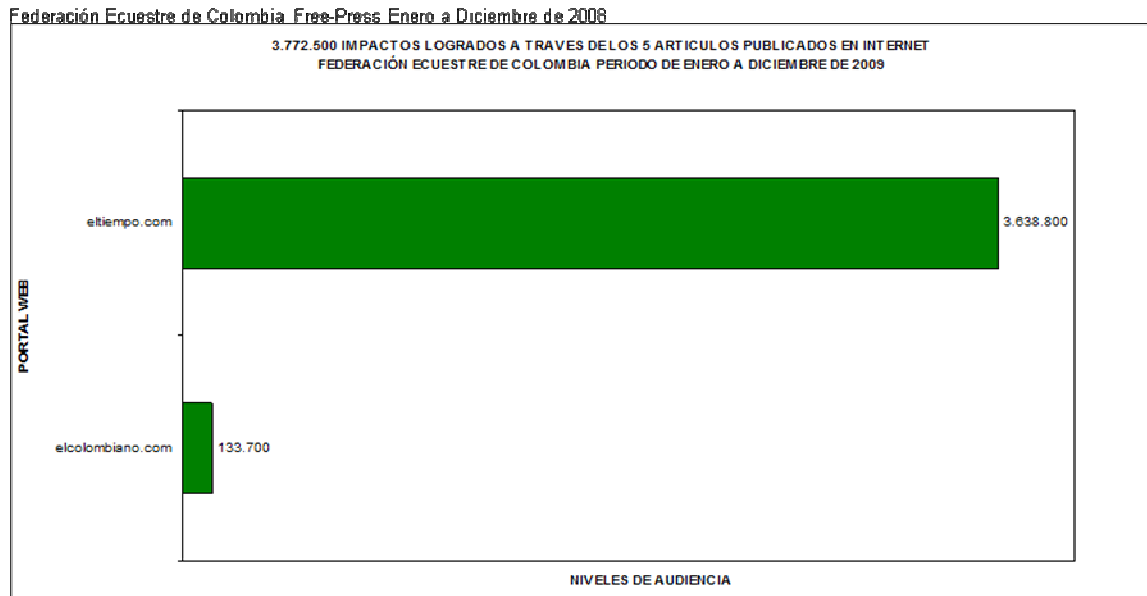 Federación Ecuestre de Colombia Free-Press Enero a Diciembre de 2008
3.772.500 IMPACTOS LOGRADOS A TRAVES DE LOS 5 ARTICULOS PUBLICADOS EN INTERNET
FEDERACIÓN ECUESTRE DE COLOMBIA PERIODO DE ENERO A DICIEMBRE DE 2009
eltiempo.com
3.638.800
PORTAL WEB
elcolombiano.com
133.700
NIVELES DE AUDIENCIA